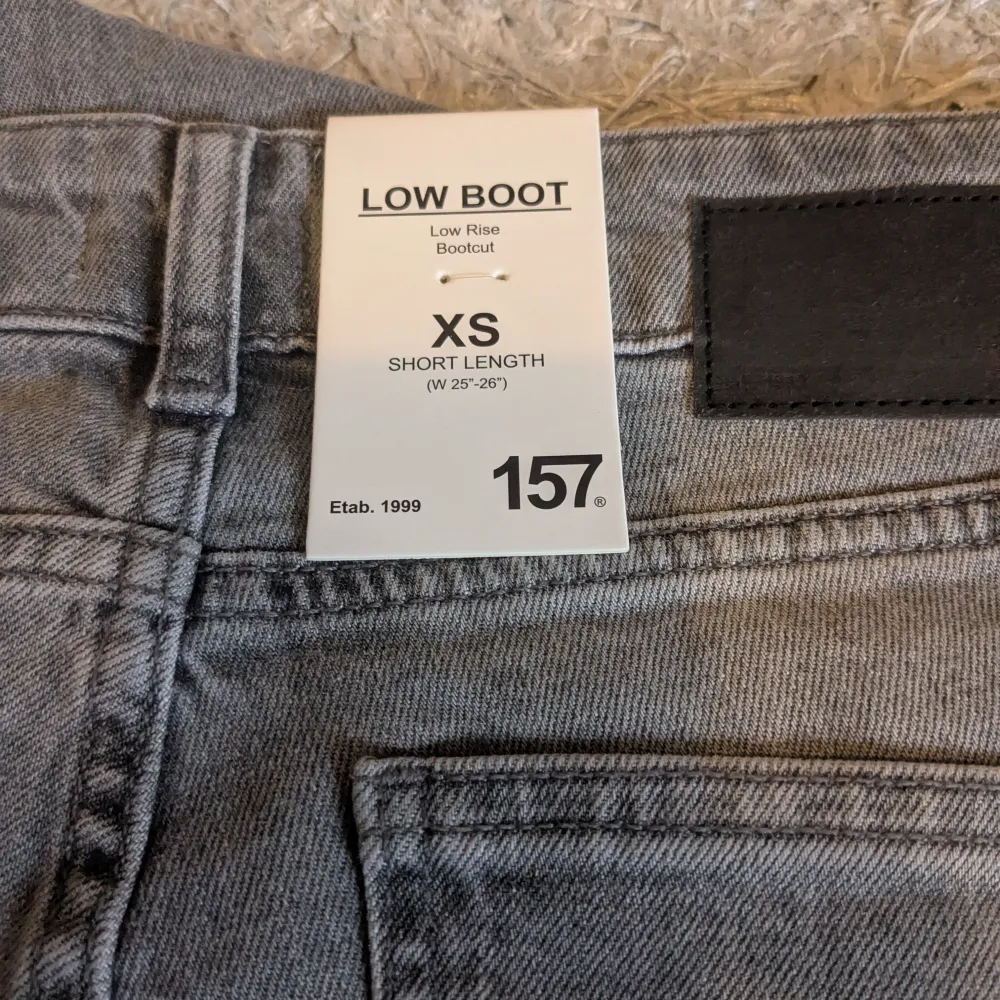 LOW BOOT
Low Rise
Bootcut
XS
SHORT LENGTH
(W 25”-26”)
157®
Etab. 1999